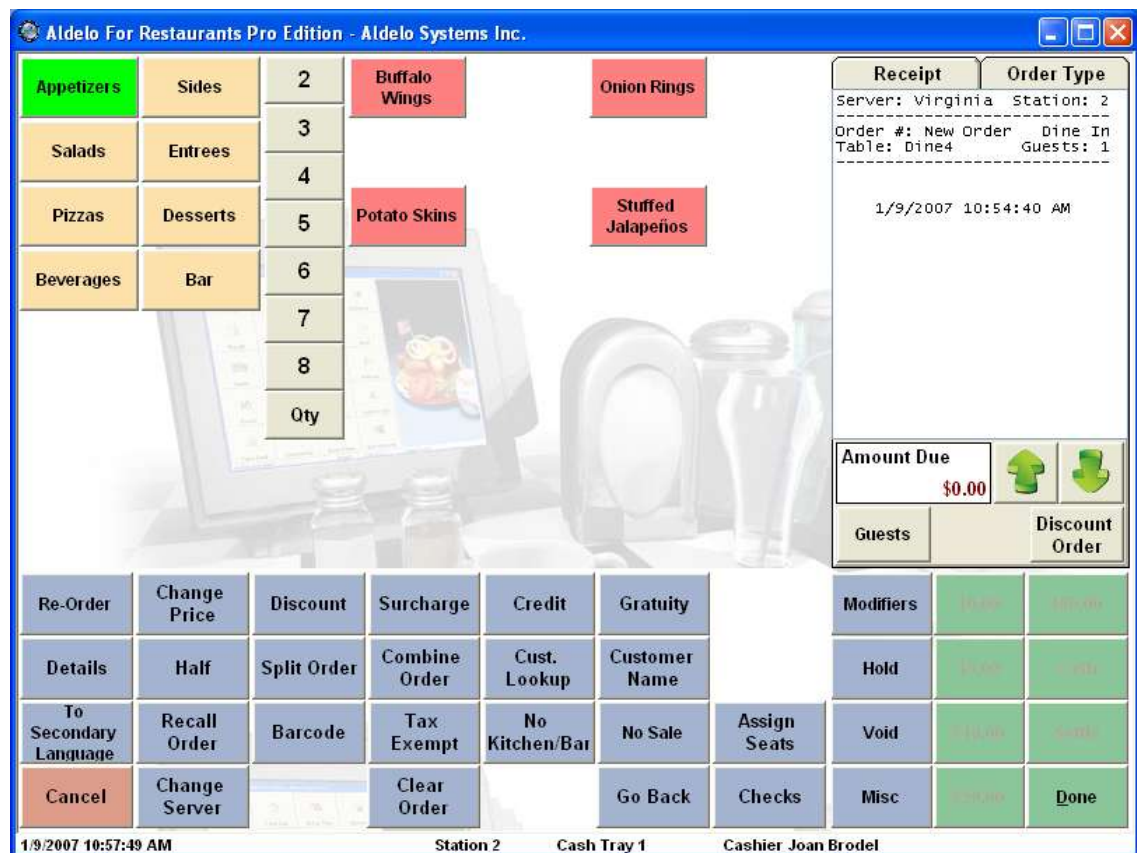 Aldelo For Restaurants Pro Edition - Aldelo Systems Inc.
Appetizers
Sides
Salads
Entrees
Pizzas
Desserts
Beverages
Bar
2
3
4
5
6
7
8
Qty
Buffalo
Wings
Onion Rings
Potato Skins
Stuffed
Jalapeños
Receipt
Order Type
Server: Virginia Station: 2
Order #: New Order Dine In
Table: Dine4 Guests: 1
1/9/2007 10:54:40 AM
Amount Due
$0.00
Guests
Discount
Order
Re-Order
Change
Price
Discount
Surcharge
Credit
Gratuity
Modifiers
Details
Half
Split Order
Combine
Order
Cust.
Lookup
Customer
Name
Hold
To
Secondary
Language
Recall
Order
Barcode
Tax
Exempt
No
Kitchen/Bar
No Sale
Assign
Seats
Void
Cancel
Change
Server
Clear
Order
Go Back
Checks
Misc
Done
1/9/2007 10:57:49 AM
Station 2
Cash Tray 1
Cashier Joan Brodel